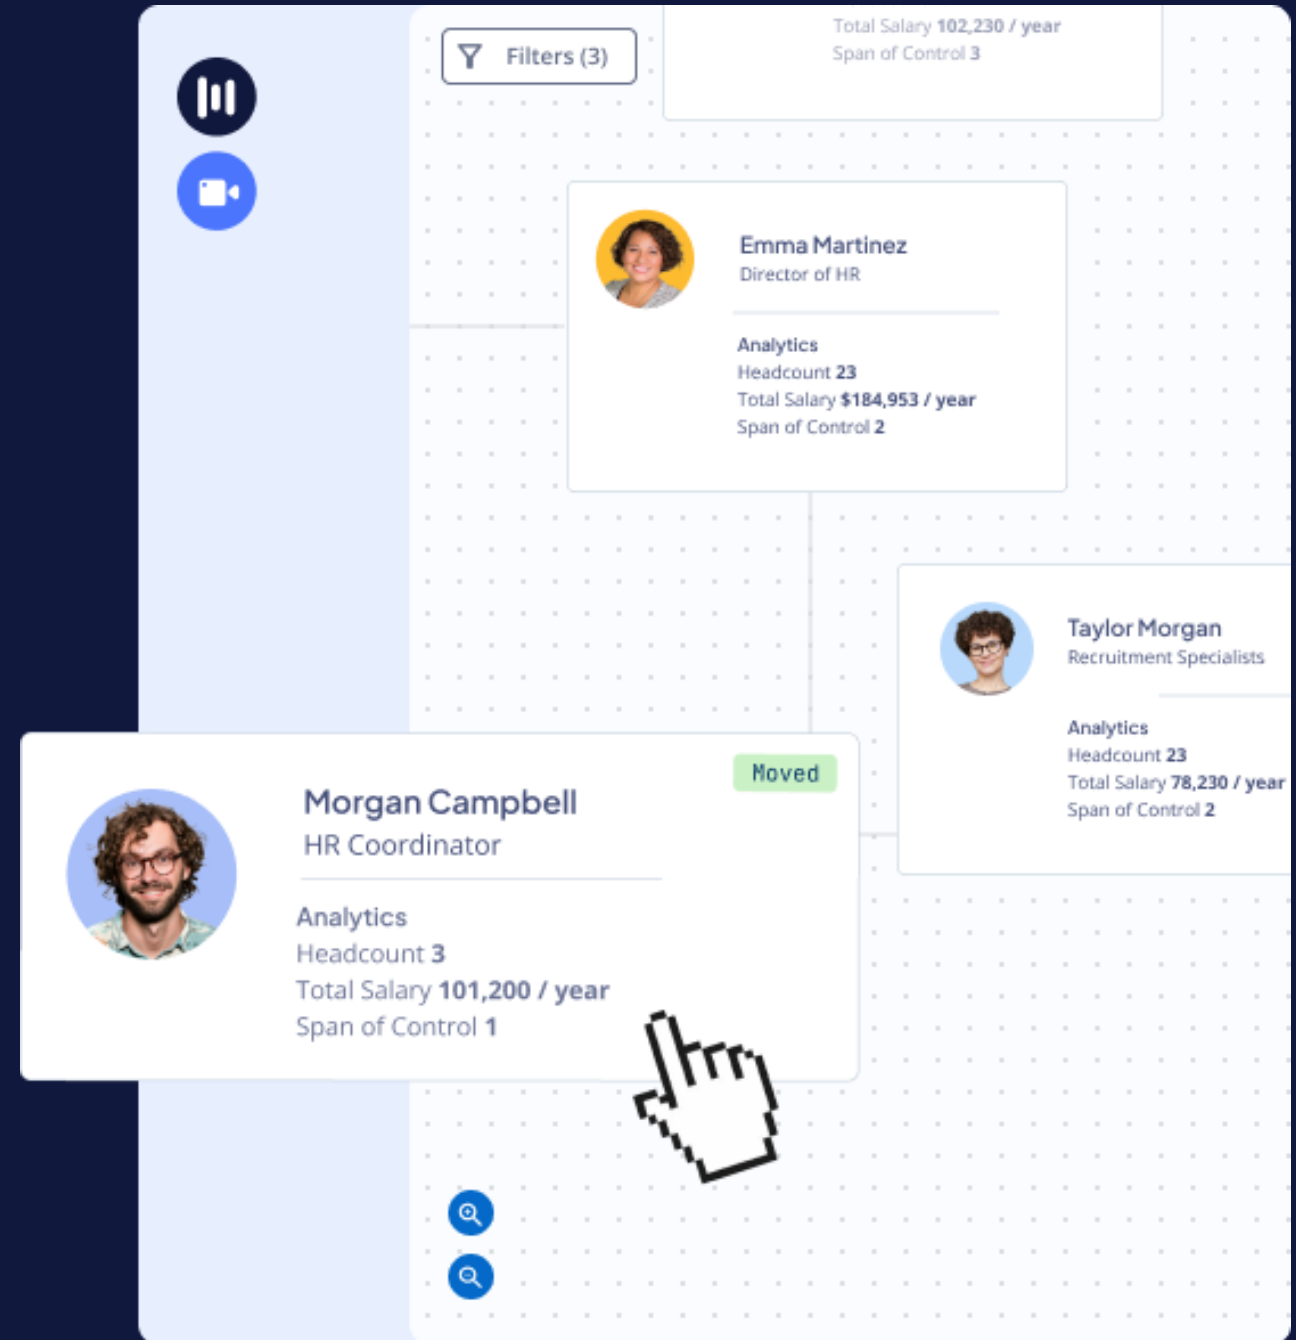 Total Salary 102,230 / year
Span of Control 3
Filters (3)
Emma Martinez
Director of HR
Analytics
Headcount 23
Total Salary $184,953 / year
Span of Control 2
Taylor Morgan
Recruitment Specialists
Analytics
Headcount 23
Total Salary 78,230 / year
Span of Control 2
Moved
Morgan Campbell
HR Coordinator
Analytics
Headcount 3
Total Salary 101,200 / year
Span of Control 1